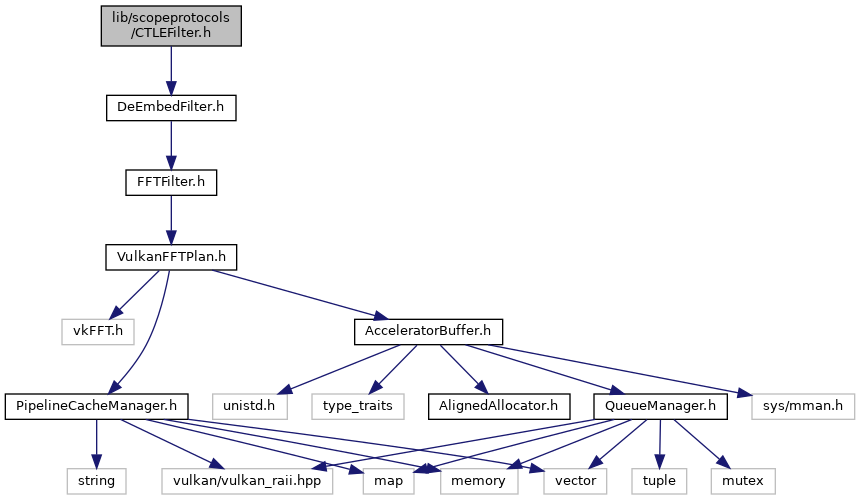 lib/scopeprotocols
/CTLEFilter.h
DeEmbedFilter.h
FFTFilter.h
VulkanFFTPlan.h
vkFFT.h
AcceleratorBuffer.h
PipelineCacheManager.h
unistd.h
type_traits
AlignedAllocator.h
QueueManager.h
sys/mman.h
string
vulkan/vulkan_raii.hpp
map
memory
vector
tuple
mutex